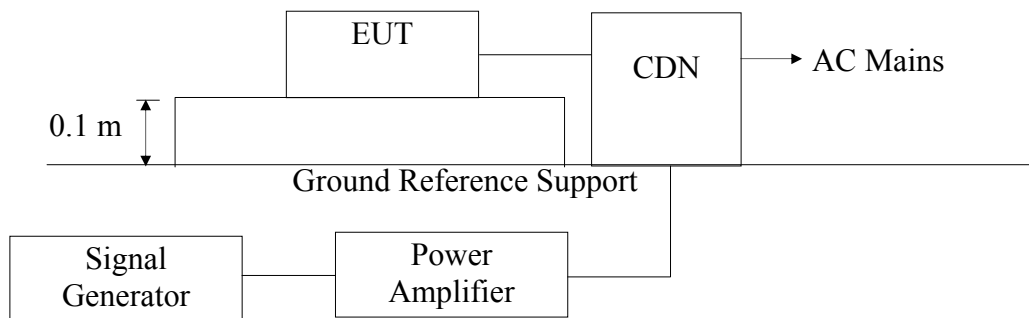 EUT
CDN
AC Mains
0.1 m
Ground Reference Support
Signal
Generator
Power
Amplifier